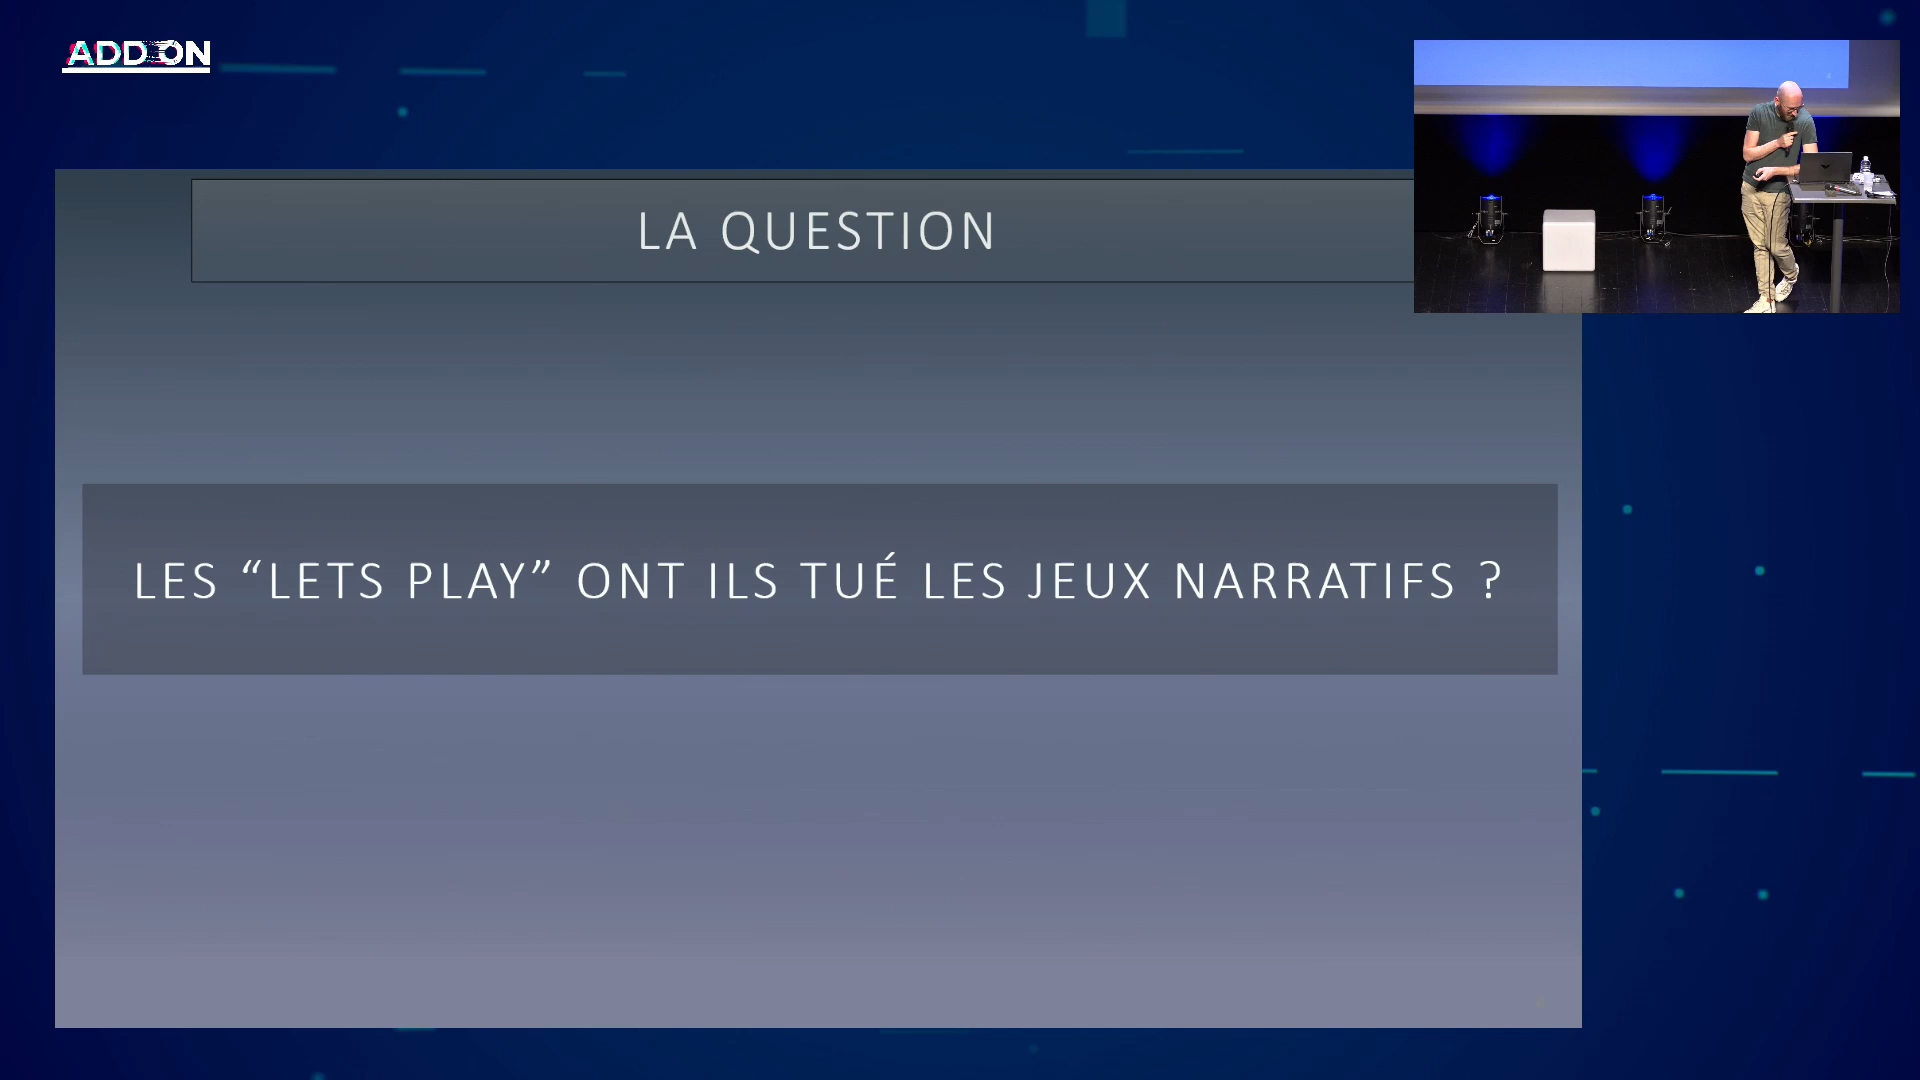 ADD ON
LA QUESTION
LES “LETS PLAY” ONT ILS TUÉ LES JEUX NARRATIFS ?